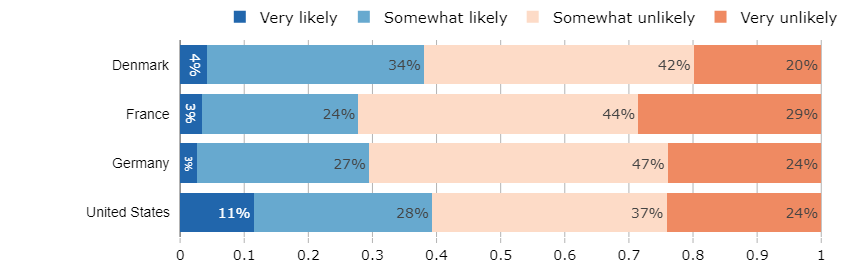 Very likely Somewhat likely Somewhat unlikely Very unlikely
Denmark 4% 34% 42% 20%
France 3% 24% 44% 29%
Germany 3% 27% 47% 24%
United States 11% 28% 37% 24%
0 0.1 0.2 0.3 0.4 0.5 0.6 0.7 0.8 0.9 1